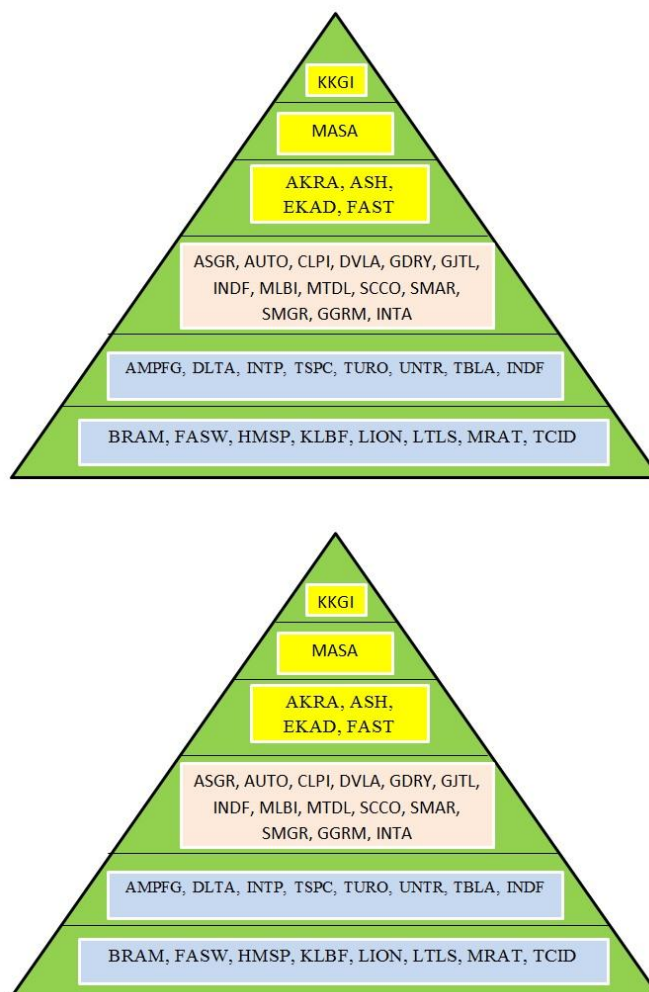 KKGI
MASA
AKRA, ASH,
EKAD, FAST
ASGR, AUTO, CLPI, DVLA, GDRY, GJTL,
INDF, MLBI, MTDL, SCCO, SMAR,
SMGR, GGRM, INTA
AMPFG, DLTA, INTP, TSPC, TURO, UNTR, TBLA, INDF
BRAM, FASW, HMSP, KLBF, LION, LTLS, MRAT, TCID
KKGI
MASA
AKRA, ASH,
EKAD, FAST
ASGR, AUTO, CLPI, DVLA, GDRY, GJTL,
INDF, MLBI, MTDL, SCCO, SMAR,
SMGR, GGRM, INTA
AMPFG, DLTA, INTP, TSPC, TURO, UNTR, TBLA, INDF
BRAM, FASW, HMSP, KLBF, LION, LTLS, MRAT, TCID